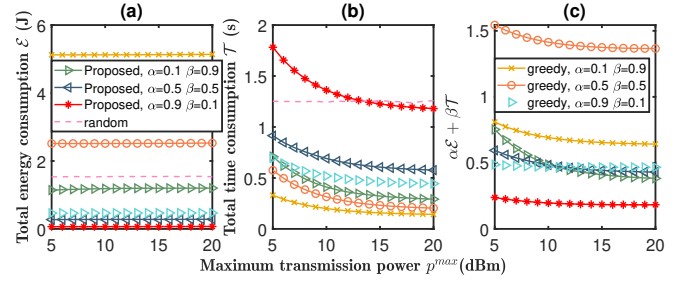 (a)
(b)
(c)
Total energy consumption ℰ (J)
6
4
2
0
5
10
15
20
Proposed, α=0.1 β=0.9
Proposed, α=0.5 β=0.5
Proposed, α=0.9 β=0.1
random
Total time consumption 𝒯 (s)
2
1.5
1
0.5
0
5
10
15
20
αℰ + β𝒯
1.5
1
0.5
0
5
10
15
20
greedy, α=0.1 β=0.9
greedy, α=0.5 β=0.5
greedy, α=0.9 β=0.1
Maximum transmission power p^max(dBm)